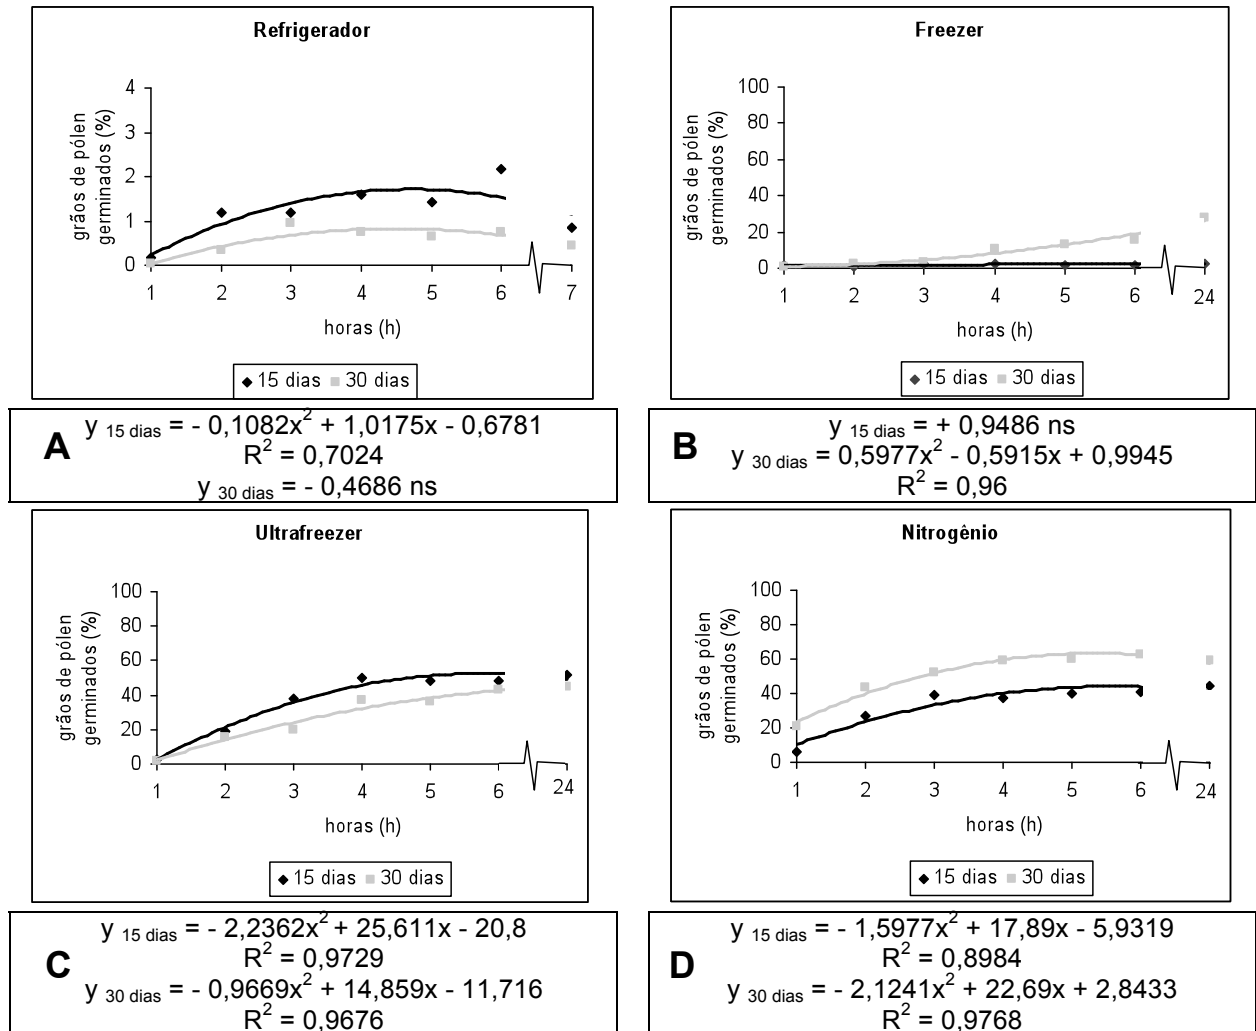 Refrigerador
grãos de pólen
germinados (%)
4
3
2
1
0
1 2 3 4 5 6 7
horas (h)
15 dias 30 dias
A
y 15 dias = - 0,1082x² + 1,0175x - 0,6781
R² = 0,7024
y 30 dias = - 0,4686 ns
Freezer
grãos de pólen
germinados (%)
100
80
60
40
20
0
1 2 3 4 5 6 24
horas (h)
15 dias 30 dias
B
y 15 dias = + 0,9486 ns
y 30 dias = 0,5977x² - 0,5915x + 0,9945
R² = 0,96
Ultrafreezer
grãos de pólen
germinados (%)
100
80
60
40
20
0
1 2 3 4 5 6 24
horas (h)
15 dias 30 dias
C
y 15 dias = - 2,2362x² + 25,611x - 20,8
R² = 0,9729
y 30 dias = - 0,9669x² + 14,859x - 11,716
R² = 0,9676
Nitrogênio
grãos de pólen
germinados (%)
100
80
60
40
20
0
1 2 3 4 5 6 24
horas (h)
15 dias 30 dias
D
y 15 dias = - 1,5977x² + 17,89x - 5,9319
R² = 0,8984
y 30 dias = - 2,1241x² + 22,69x + 2,8433
R² = 0,9768